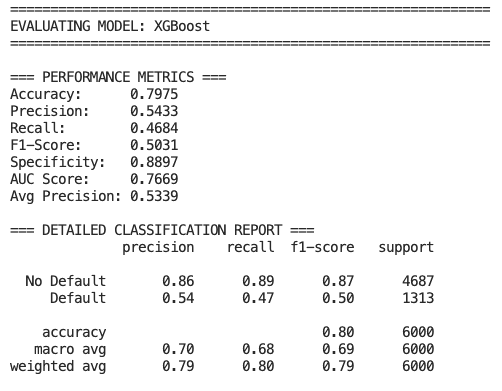 ============================================================
EVALUATING MODEL: XGBoost
============================================================
=== PERFORMANCE METRICS ===
Accuracy: 0.7975
Precision: 0.5433
Recall: 0.4684
F1-Score: 0.5031
Specificity: 0.8897
AUC Score: 0.7669
Avg Precision: 0.5339
=== DETAILED CLASSIFICATION REPORT ===
precision recall f1-score support
No Default 0.86 0.89 0.87 4687
Default 0.54 0.47 0.50 1313
accuracy 0.80 6000
macro avg 0.70 0.68 0.69 6000
weighted avg 0.79 0.80 0.79 6000